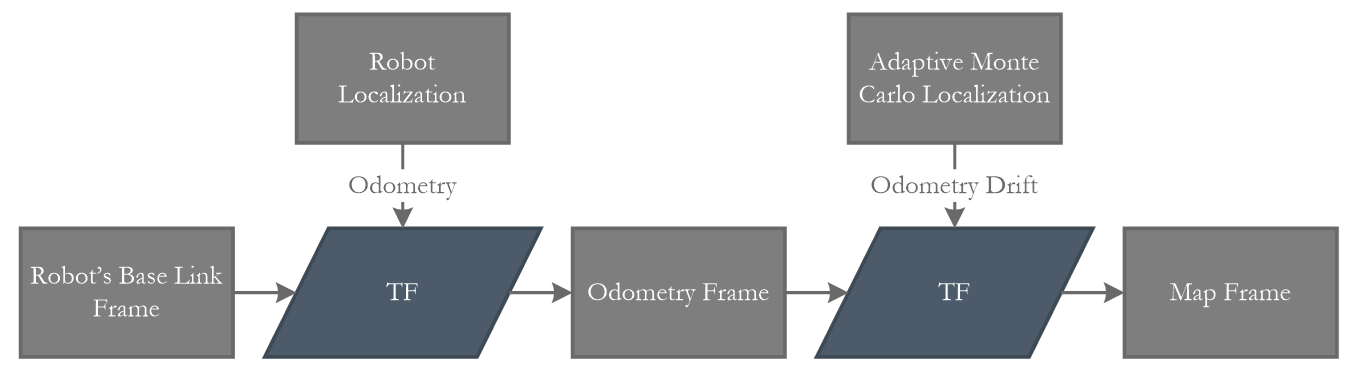 Robot
Localization
Adaptive Monte
Carlo Localization
Odometry
Odometry Drift
Robot’s Base Link
Frame
TF
Odometry Frame
TF
Map Frame